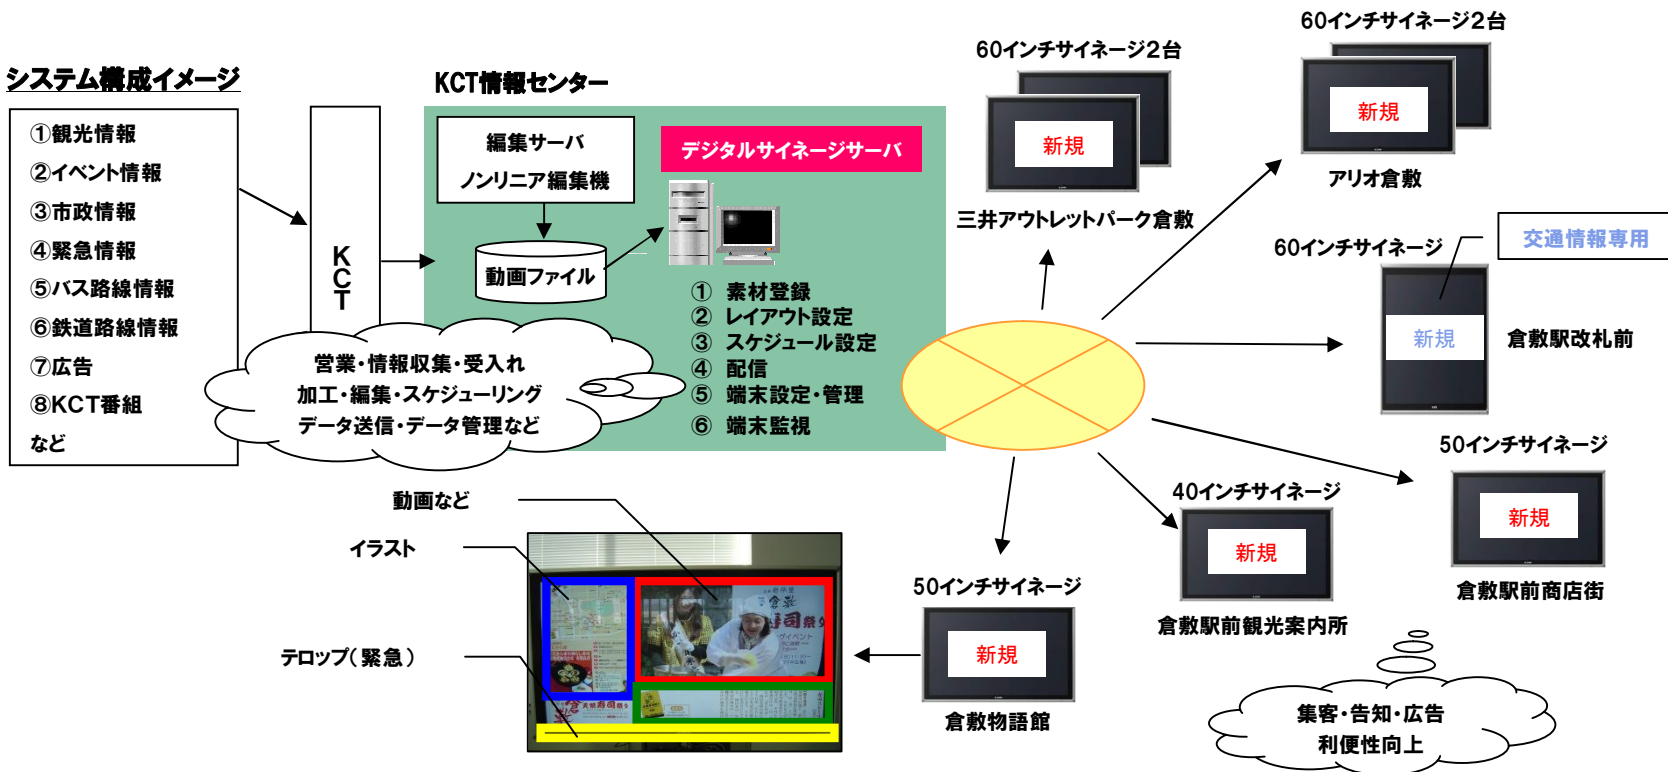 システム構成イメージ
①観光情報
②イベント情報
③市政情報
④緊急情報
⑤バス路線情報
⑥鉄道路線情報
⑦広告
⑧KCT番組
など
KCT
KCT情報センター
編集サーバ
ノンリニア編集機
動画ファイル
デジタルサイネージサーバ
① 素材登録
② レイアウト設定
③ スケジュール設定
④ 配信
⑤ 端末設定・管理
⑥ 端末監視
営業・情報収集・受入れ
加工・編集・スケジューリング
データ送信・データ管理など
60インチサイネージ2台
新規
三井アウトレットパーク倉敷
60インチサイネージ2台
新規
アリオ倉敷
60インチサイネージ
交通情報専用
新規
倉敷駅改札前
50インチサイネージ
新規
倉敷駅前商店街
40インチサイネージ
新規
倉敷駅前観光案内所
50インチサイネージ
新規
倉敷物語館
動画など
イラスト
テロップ(緊急)
倉敷
寿司祭
イベント
集客・告知・広告
利便性向上